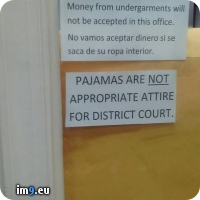 Money from undergarments will
not be accepted in this office.
No vamos aceptar dinero si se
saca de su ropa interior.
PAJAMAS ARE NOT
APPROPRIATE ATTIRE
FOR DISTRICT COURT.
im9.eu